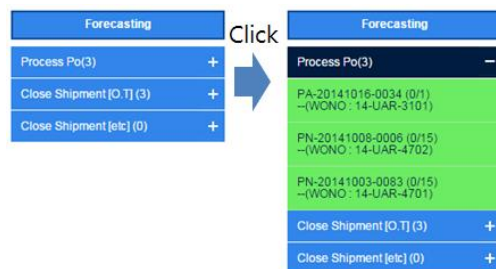 Forecasting
Process Po(3) +
Close Shipment [O.T] (3) +
Close Shipment [etc] (0) +
Click
Forecasting
Process Po(3) −
PA-20141016-0034 (0/1)
--(WONO : 14-UAR-3101)
PN-20141008-0006 (0/15)
--(WONO : 14-UAR-4702)
PN-20141003-0083 (0/15)
--(WONO : 14-UAR-4701)
Close Shipment [O.T] (3) +
Close Shipment [etc] (0) +